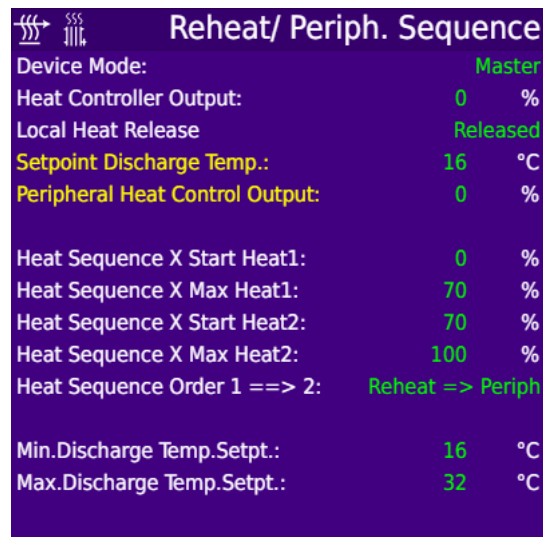 Reheat/ Periph. Sequence
Device Mode: Master
Heat Controller Output: 0 %
Local Heat Release Released
Setpoint Discharge Temp.: 16 °C
Peripheral Heat Control Output: 0 %
Heat Sequence X Start Heat1: 0 %
Heat Sequence X Max Heat1: 70 %
Heat Sequence X Start Heat2: 70 %
Heat Sequence X Max Heat2: 100 %
Heat Sequence Order 1 ==> 2: Reheat => Periph
Min.Discharge Temp.Setpt.: 16 °C
Max.Discharge Temp.Setpt.: 32 °C